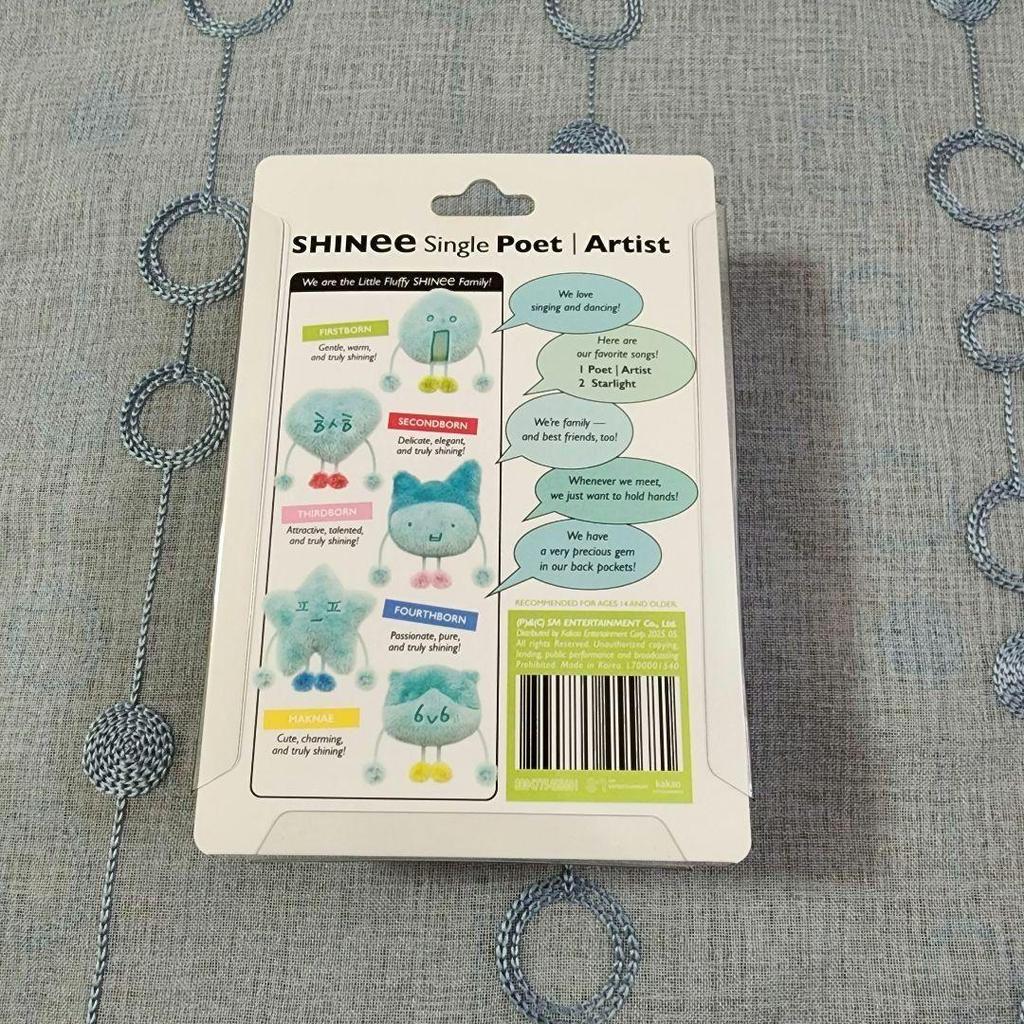 SHINee Single Poet | Artist
We are the Little Fluffy SHINee Family!
FIRSTBORN
Gentle, warm,
and truly shining!
SECONDBORN
Delicate, elegant,
and truly shining!
THIRDBORN
Attractive, talented,
and truly shining!
FOURTHBORN
Passionate, pure,
and truly shining!
MAKNAE
Cute, charming,
and truly shining!
We love
singing and dancing!
Here are
our favorite songs!
1 Poet | Artist
2 Starlight
We're family —
and best friends, too!
Whenever we meet,
we just want to hold hands!
We have
a very precious gem
in our back pockets!
RECOMMENDED FOR AGES 14 AND OLDER.
(P)&(C) SM ENTERTAINMENT Co., Ltd.
Distributed by Kakao Entertainment Corp. 2025. 05.
All rights Reserved. Unauthorized copying,
lending, public performance and broadcasting
Prohibited. Made in Korea. L700001540
kakao